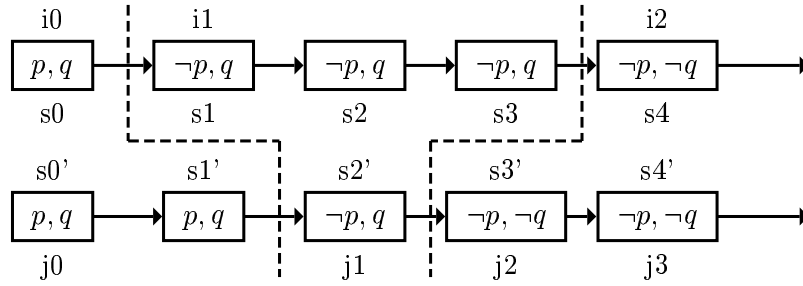 i0 i1 i2
p, q ¬p, q ¬p, q ¬p, q ¬p, ¬q
s0 s1 s2 s3 s4
s0' s1' s2' s3' s4'
p, q p, q ¬p, q ¬p, ¬q ¬p, ¬q
j0 j1 j2 j3